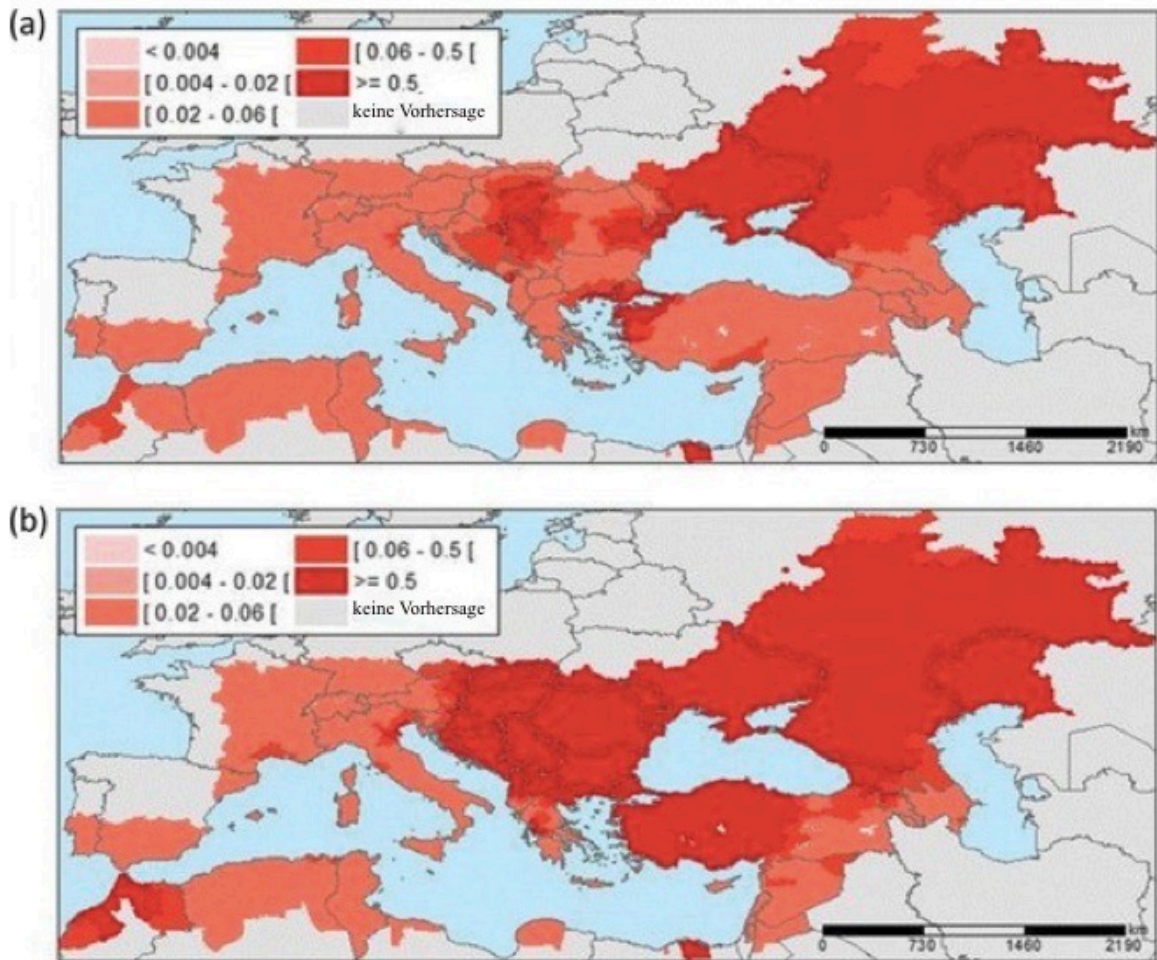 (a)
< 0.004
[ 0.004 - 0.02 [
[ 0.02 - 0.06 [
[ 0.06 - 0.5 [
>= 0.5
keine Vorhersage
km
0 730 1460 2190
(b)
< 0.004
[ 0.004 - 0.02 [
[ 0.02 - 0.06 [
[ 0.06 - 0.5 [
>= 0.5
keine Vorhersage
km
0 730 1460 2190